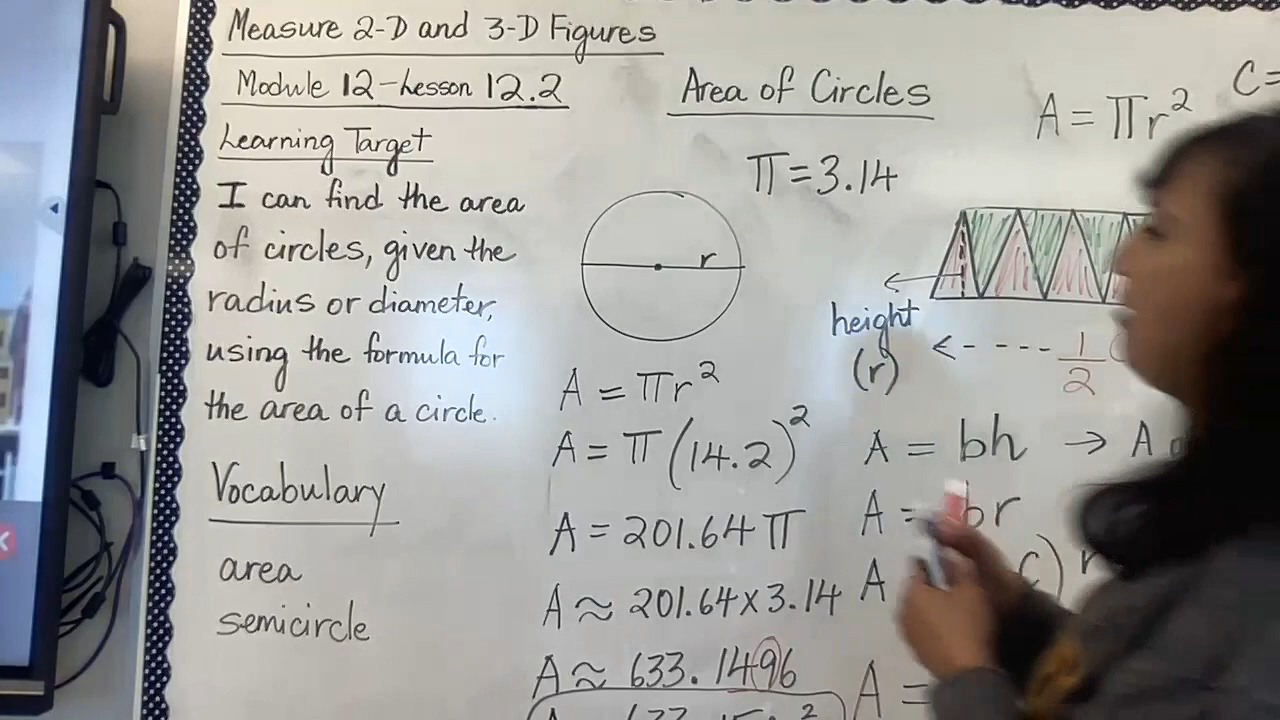 Measure 2-D and 3-D Figures
Module 12-Lesson 12.2
Learning Target
I can find the area
of circles, given the
radius or diameter,
using the formula for
the area of a circle.
Vocabulary
area
semicircle
Area of Circles
π=3.14
r
A = πr²
A = π(14.2)²
A = 201.64π
A ≈ 201.64×3.14
A ≈ 633.1496
C=
A = πr²
height
(r)
<- - - - - 1/2
A = bh → A
A = br
A C) r
A =